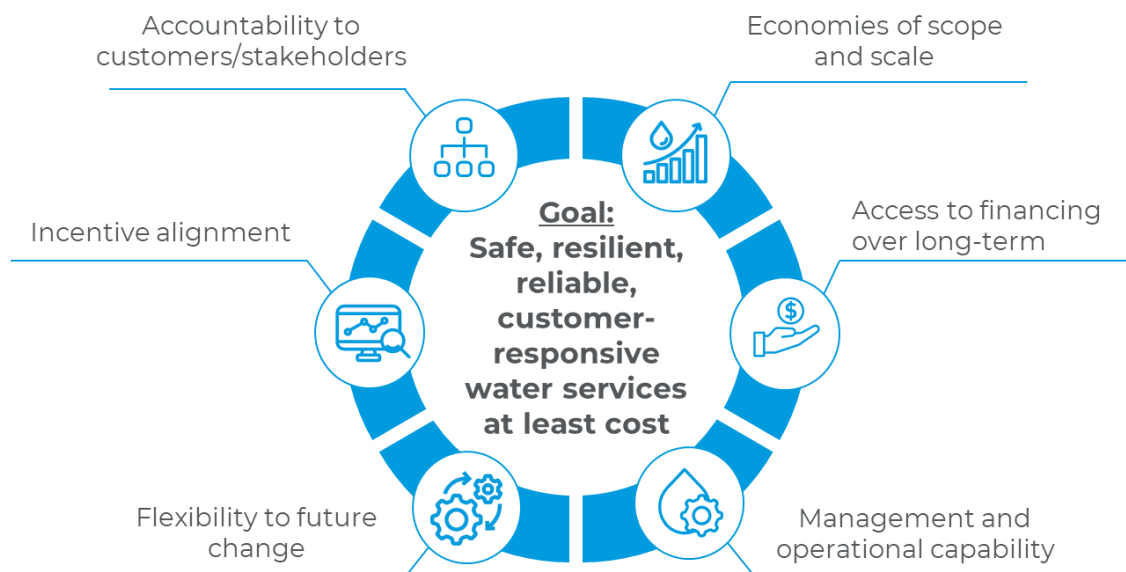 Accountability to
customers/stakeholders
Economies of scope
and scale
Incentive alignment
Access to financing
over long-term
Goal:
Safe, resilient,
reliable,
customer-
responsive
water services
at least cost
$
Flexibility to future
change
Management and
operational capability